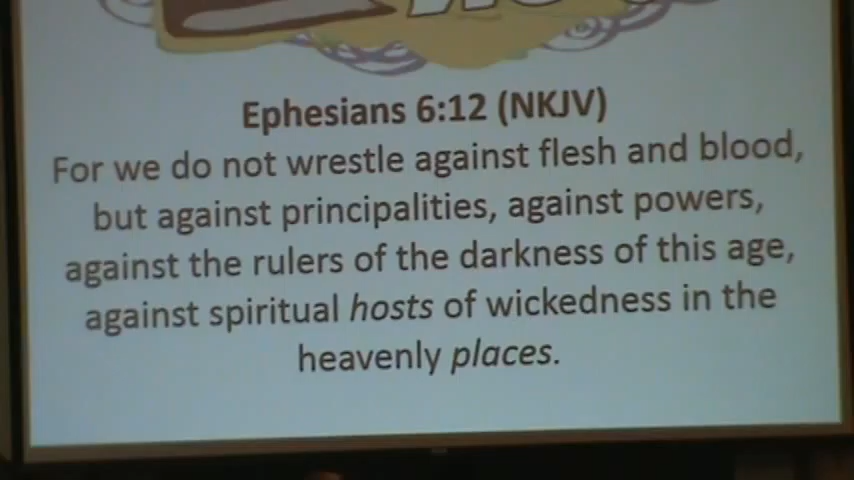 Ephesians 6:12 (NKJV)
For we do not wrestle against flesh and blood,
but against principalities, against powers,
against the rulers of the darkness of this age,
against spiritual hosts of wickedness in the
heavenly places.